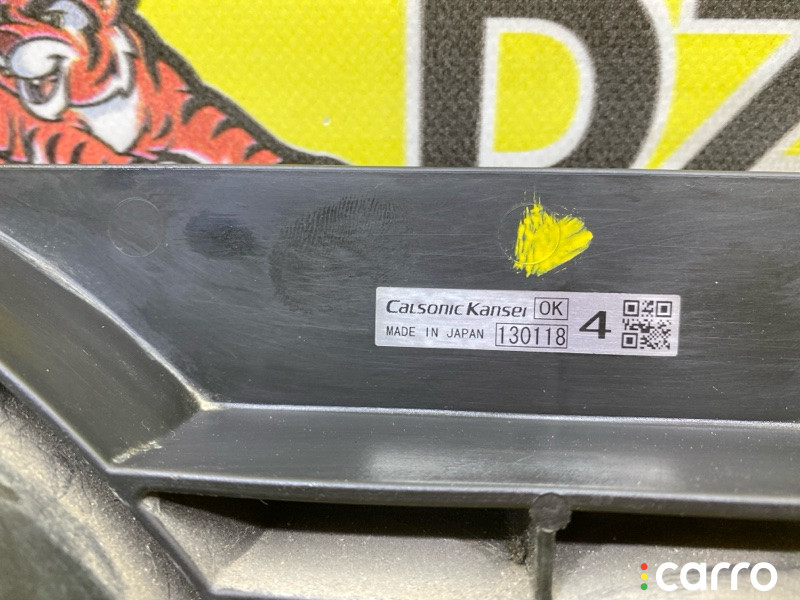 DZ
CALSONIC KANSEI OK
MADE IN JAPAN 130118 4
carro